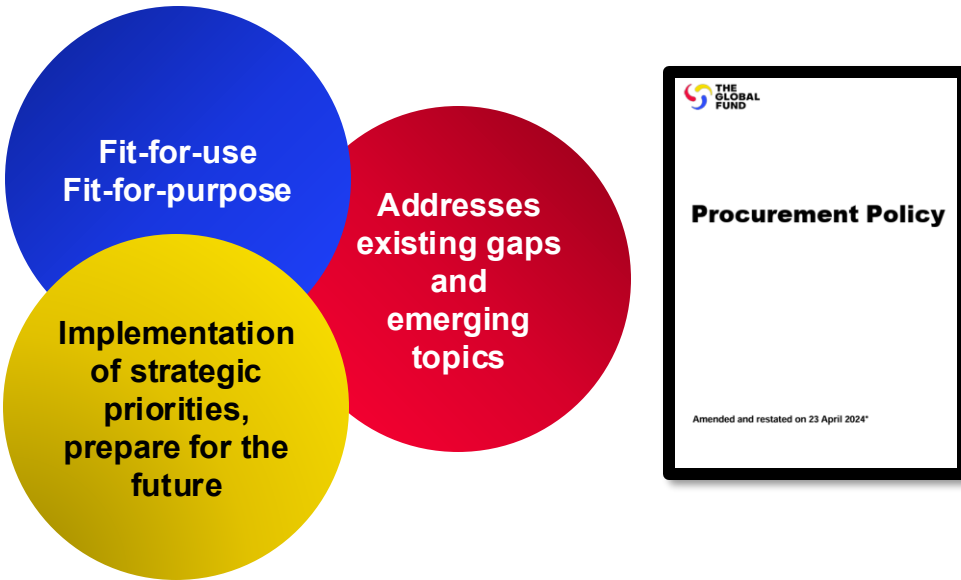 Fit-for-use
Fit-for-purpose
Addresses
existing gaps
and
emerging
topics
Implementation
of strategic
priorities,
prepare for the
future
THE
GLOBAL
FUND
Procurement Policy
Amended and restated on 23 April 2024*